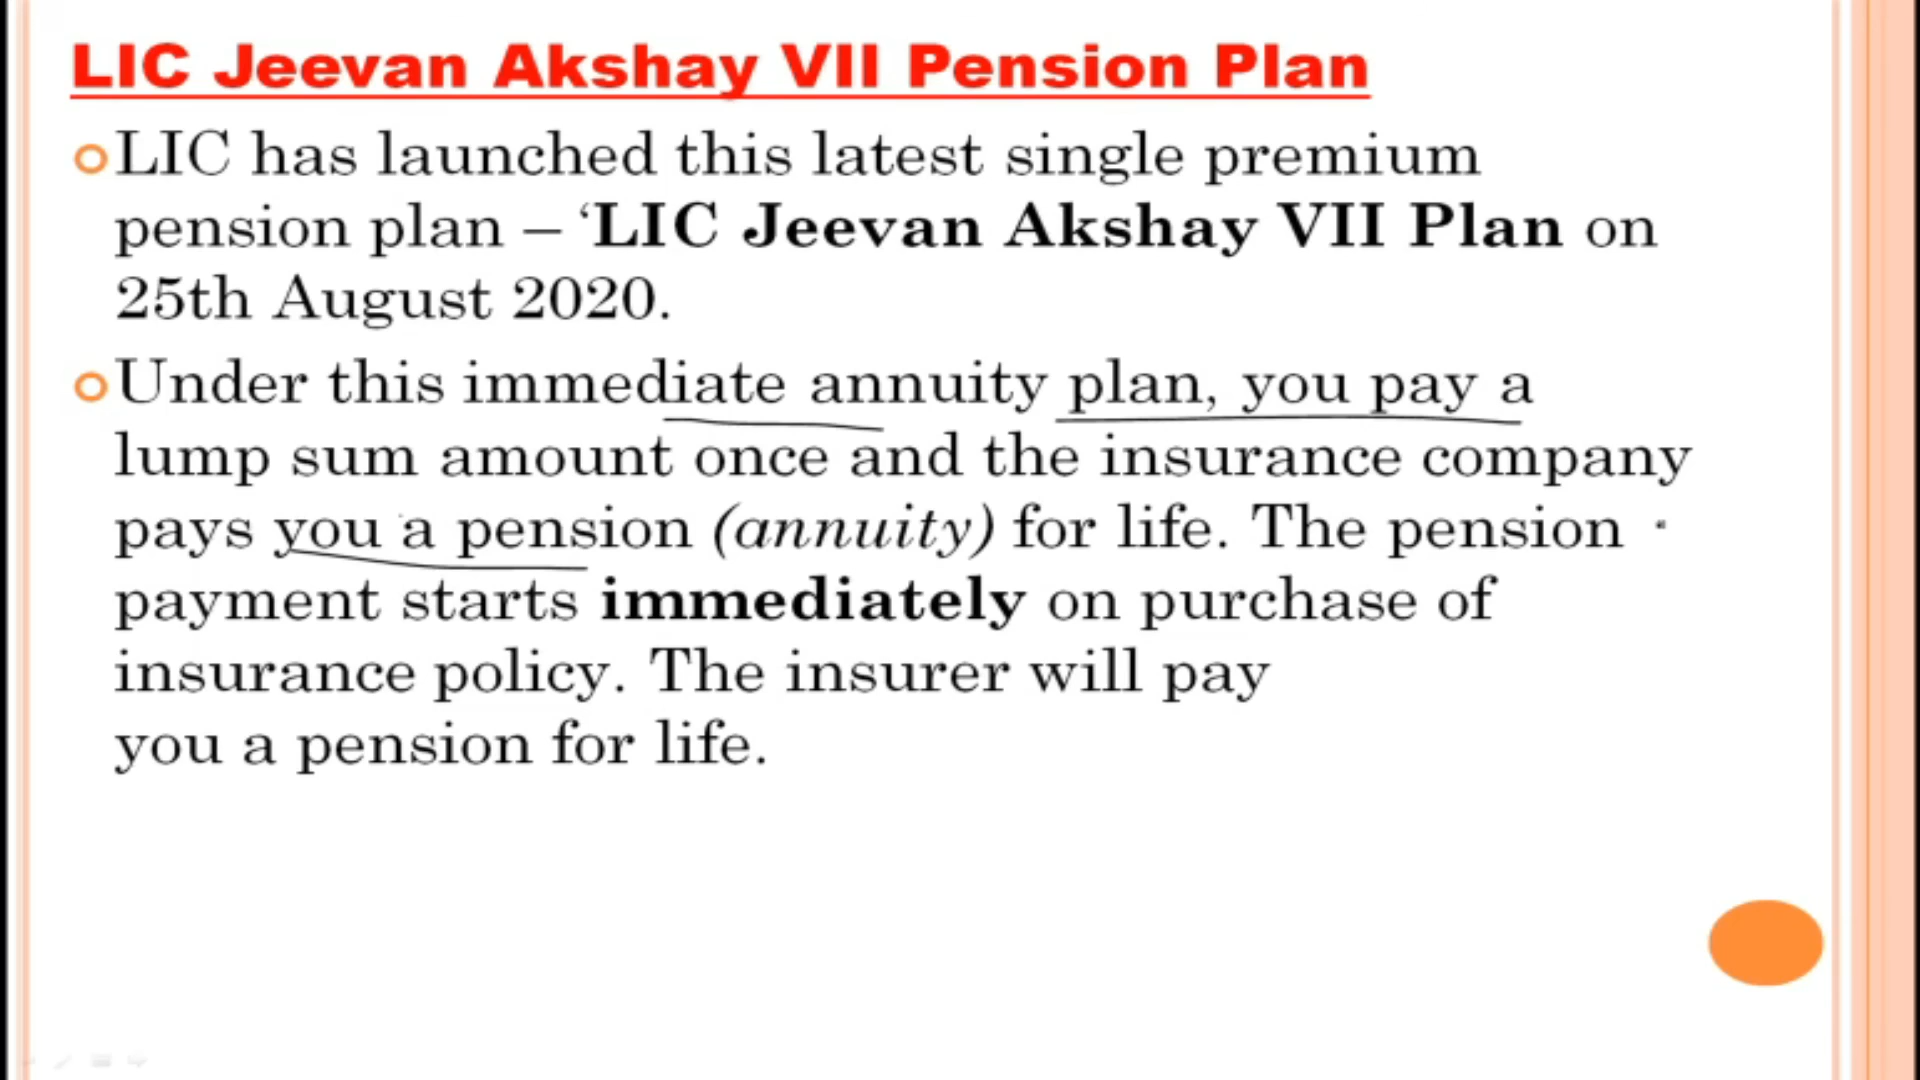 LIC Jeevan Akshay VII Pension Plan
LIC has launched this latest single premium
pension plan – ‘LIC Jeevan Akshay VII Plan on
25th August 2020.
Under this immediate annuity plan, you pay a
lump sum amount once and the insurance company
pays you a pension (annuity) for life. The pension
payment starts immediately on purchase of
insurance policy. The insurer will pay
you a pension for life.